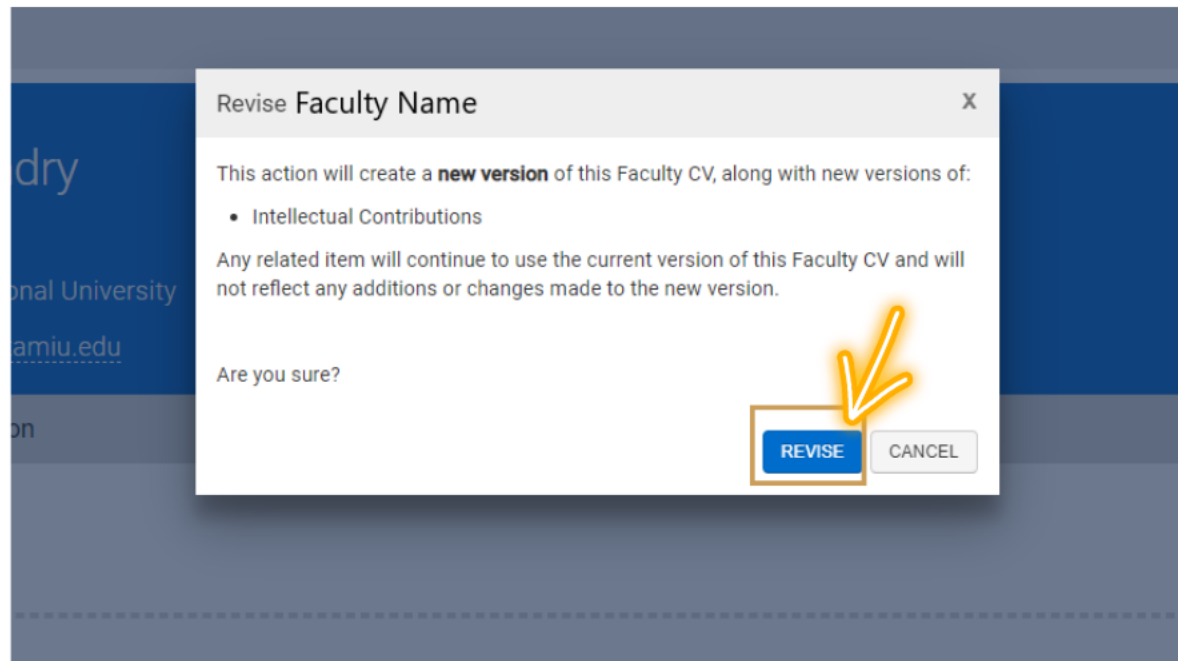 Revise Faculty Name X
dry
This action will create a new version of this Faculty CV, along with new versions of:
• Intellectual Contributions
Any related item will continue to use the current version of this Faculty CV and will
onal University
not reflect any additions or changes made to the new version.
amiu.edu
Are you sure?
on
REVISE CANCEL